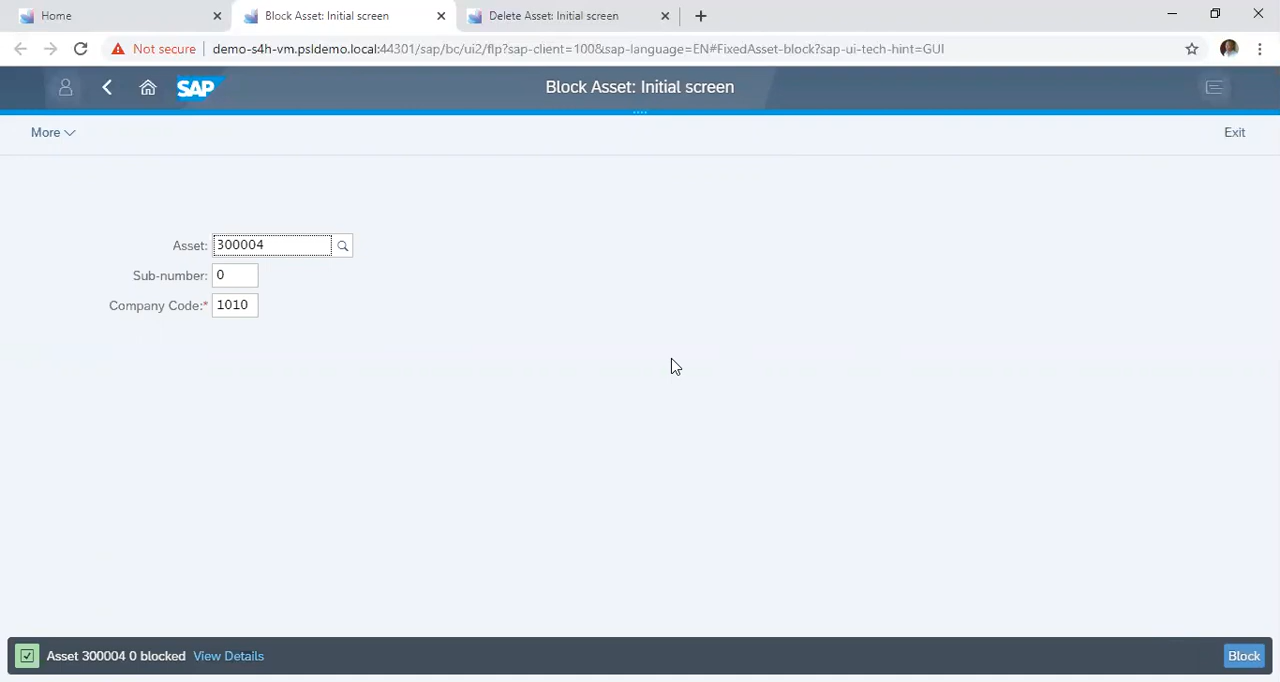 Home
Block Asset: Initial screen
Delete Asset: Initial screen
Not secure
demo-s4h-vm.psldemo.local:44301/sap/bc/ui2/flp?sap-client=100&sap-language=EN#FixedAsset-block?sap-ui-tech-hint=GUI
SAP
Block Asset: Initial screen
More
Exit
Asset: 300004
Sub-number: 0
Company Code:* 1010
Asset 300004 0 blocked View Details
Block